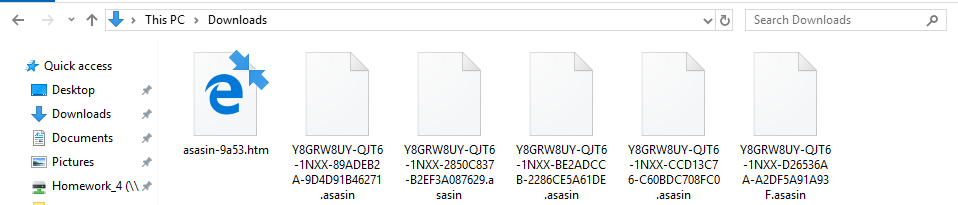 This PC > Downloads
Search Downloads
Quick access
Desktop
Downloads
Documents
Pictures
Homework_4 (\\
asasin-9a53.htm
Y8GRW8UY-QJT6
-1NXX-89ADEB2
A-9D4D91B46271
.asasin
Y8GRW8UY-QJT6
-1NXX-2850C837
-B2EF3A087629.a
sasin
Y8GRW8UY-QJT6
-1NXX-BE2ADCC
B-2286CE5A61DE
.asasin
Y8GRW8UY-QJT6
-1NXX-CCD13C7
6-C60BDC708FC0
.asasin
Y8GRW8UY-QJT6
-1NXX-D26536A
A-A2DF5A91A93
F.asasin